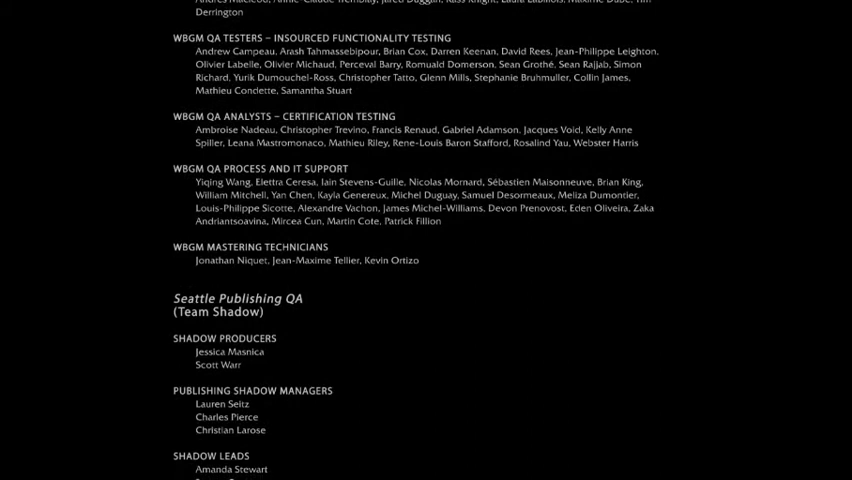 Derrington
WBGM QA TESTERS – INSOURCED FUNCTIONALITY TESTING
Andrew Campeau, Arash Tahmassebipour, Brian Cox, Darren Keenan, David Rees, Jean-Philippe Leighton,
Olivier Labelle, Olivier Michaud, Perceval Barry, Romuald Domerson, Sean Grothé, Sean Rajjab, Simon
Richard, Yurik Dumouchel-Ross, Christopher Tatto, Glenn Mills, Stephanie Bruhmuller, Collin James,
Mathieu Condette, Samantha Stuart
WBGM QA ANALYSTS – CERTIFICATION TESTING
Ambroise Nadeau, Christopher Trevino, Francis Renaud, Gabriel Adamson, Jacques Void, Kelly Anne
Spiller, Leana Mastromonaco, Mathieu Riley, Rene-Louis Baron Stafford, Rosalind Yau, Webster Harris
WBGM QA PROCESS AND IT SUPPORT
Yiqing Wang, Elettra Ceresa, Iain Stevens-Guille, Nicolas Mornard, Sébastien Maisonneuve, Brian King,
William Mitchell, Yan Chen, Kayla Genereux, Michel Duguay, Samuel Desormeaux, Meliza Dumontier,
Louis-Philippe Sicotte, Alexandre Vachon, James Michel-Williams, Devon Prenovost, Eden Oliveira, Zaka
Andriantsoavina, Mircea Cun, Martin Cote, Patrick Fillion
WBGM MASTERING TECHNICIANS
Jonathan Niquet, Jean-Maxime Tellier, Kevin Ortizo
Seattle Publishing QA
(Team Shadow)
SHADOW PRODUCERS
Jessica Masnica
Scott Warr
PUBLISHING SHADOW MANAGERS
Lauren Seitz
Charles Pierce
Christian Larose
SHADOW LEADS
Amanda Stewart